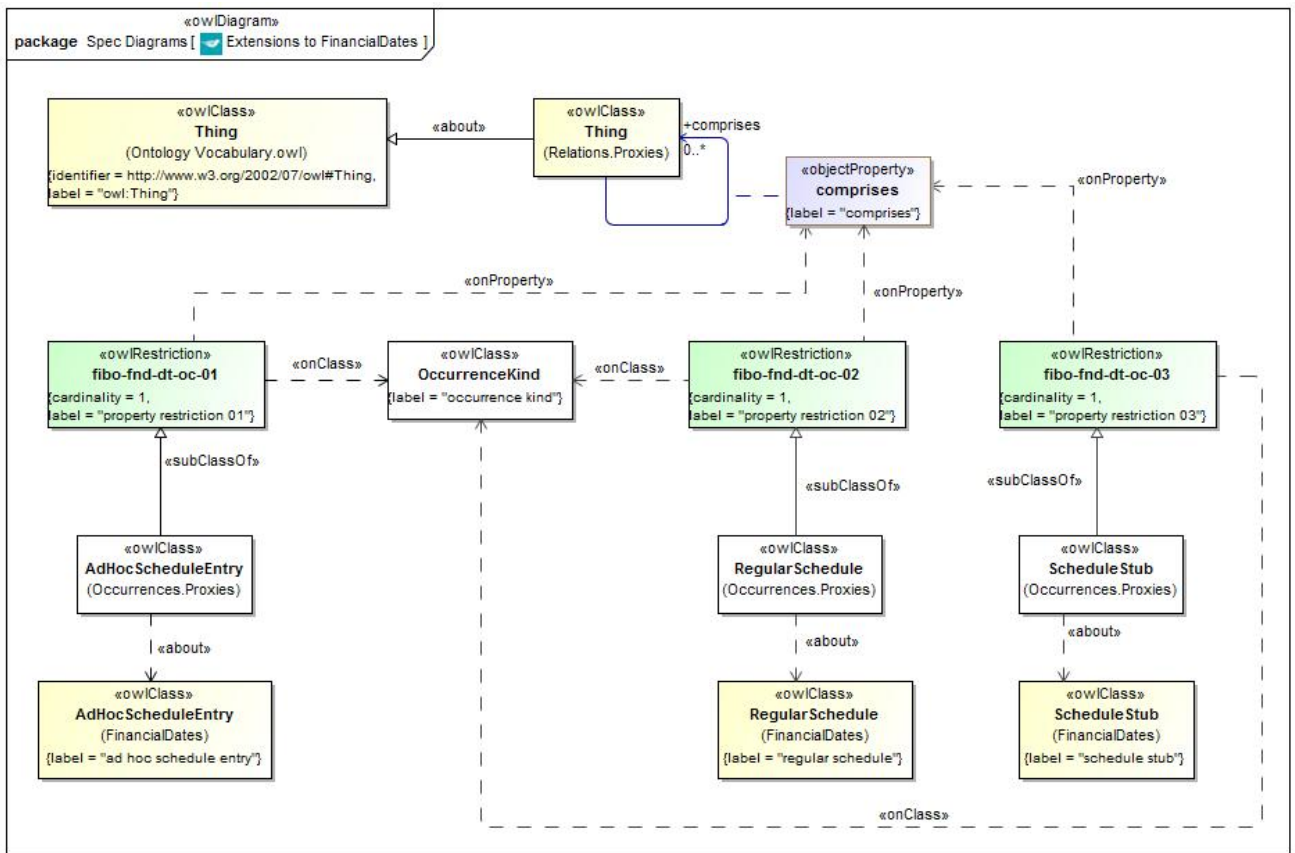 «owlDiagram»
package Spec Diagrams [ Extensions to FinancialDates ]
«owlClass»
Thing
(Ontology Vocabulary.owl)
{identifier = http://www.w3.org/2002/07/owl#Thing,
label = "owl:Thing"}
«about»
«owlClass»
Thing
(Relations.Proxies)
+comprises
0..*
«objectProperty»
comprises
{label = "comprises"}
«onProperty»
«onProperty»
«onProperty»
«owlRestriction»
fibo-fnd-dt-oc-01
{cardinality = 1,
label = "property restriction 01"}
«onClass»
«owlClass»
OccurrenceKind
{label = "occurrence kind"}
«onClass»
«owlRestriction»
fibo-fnd-dt-oc-02
{cardinality = 1,
label = "property restriction 02"}
«owlRestriction»
fibo-fnd-dt-oc-03
{cardinality = 1,
label = "property restriction 03"}
«subClassOf»
«subClassOf»
«subClassOf»
«owlClass»
AdHocScheduleEntry
(Occurrences.Proxies)
«owlClass»
RegularSchedule
(Occurrences.Proxies)
«owlClass»
ScheduleStub
(Occurrences.Proxies)
«about»
«about»
«about»
«owlClass»
AdHocScheduleEntry
(FinancialDates)
{label = "ad hoc schedule entry"}
«owlClass»
RegularSchedule
(FinancialDates)
{label = "regular schedule"}
«owlClass»
ScheduleStub
(FinancialDates)
{label = "schedule stub"}
«onClass»